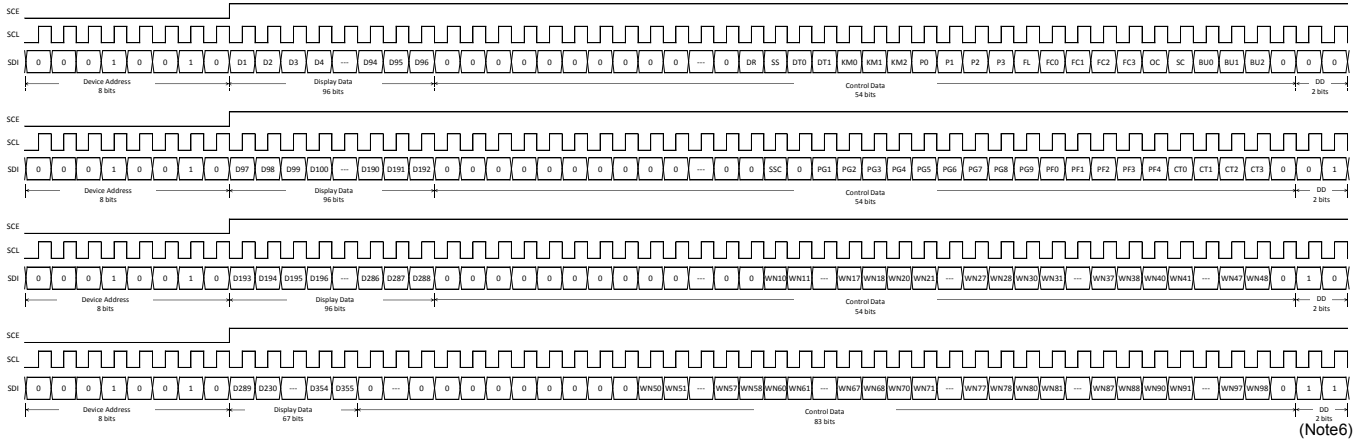 SCE
SCL
SDI 0 0 0 1 0 0 1 0 D1 D2 D3 D4 --- D94 D95 D96 0 0 0 0 0 0 0 0 0 0 --- 0 DR SS DT0 DT1 KM0 KM1 KM2 P0 P1 P2 P3 FL FC0 FC1 FC2 FC3 OC SC BU0 BU1 BU2 0 0 0
Device Address Display Data Control Data DD
8 bits 96 bits 54 bits 2 bits
SCE
SCL
SDI 0 0 0 1 0 0 1 0 D97 D98 D99 D100 --- D190 D191 D192 0 0 0 0 0 0 0 0 0 0 --- 0 0 SSC 0 PG1 PG2 PG3 PG4 PG5 PG6 PG7 PG8 PG9 PF0 PF1 PF2 PF3 PF4 CT0 CT1 CT2 CT3 0 0 1
Device Address Display Data Control Data DD
8 bits 96 bits 54 bits 2 bits
SCE
SCL
SDI 0 0 0 1 0 0 1 0 D193 D194 D195 D196 --- D286 D287 D288 0 0 0 0 0 0 0 0 0 0 --- 0 0 WN10 WN11 --- WN17 WN18 WN20 WN21 --- WN27 WN28 WN30 WN31 --- WN37 WN38 WN40 WN41 --- WN47 WN48 0 1 0
Device Address Display Data Control Data DD
8 bits 96 bits 54 bits 2 bits
SCE
SCL
SDI 0 0 0 1 0 0 1 0 D289 D230 --- D354 D355 0 --- 0 0 0 0 0 0 0 0 0 WN50 WN51 --- WN57 WN58 WN60 WN61 --- WN67 WN68 WN70 WN71 --- WN77 WN78 WN80 WN81 --- WN87 WN88 WN90 WN91 --- WN97 WN98 0 1 1
Device Address Display Data Control Data DD
8 bits 67 bits 83 bits 2 bits
(Note6)